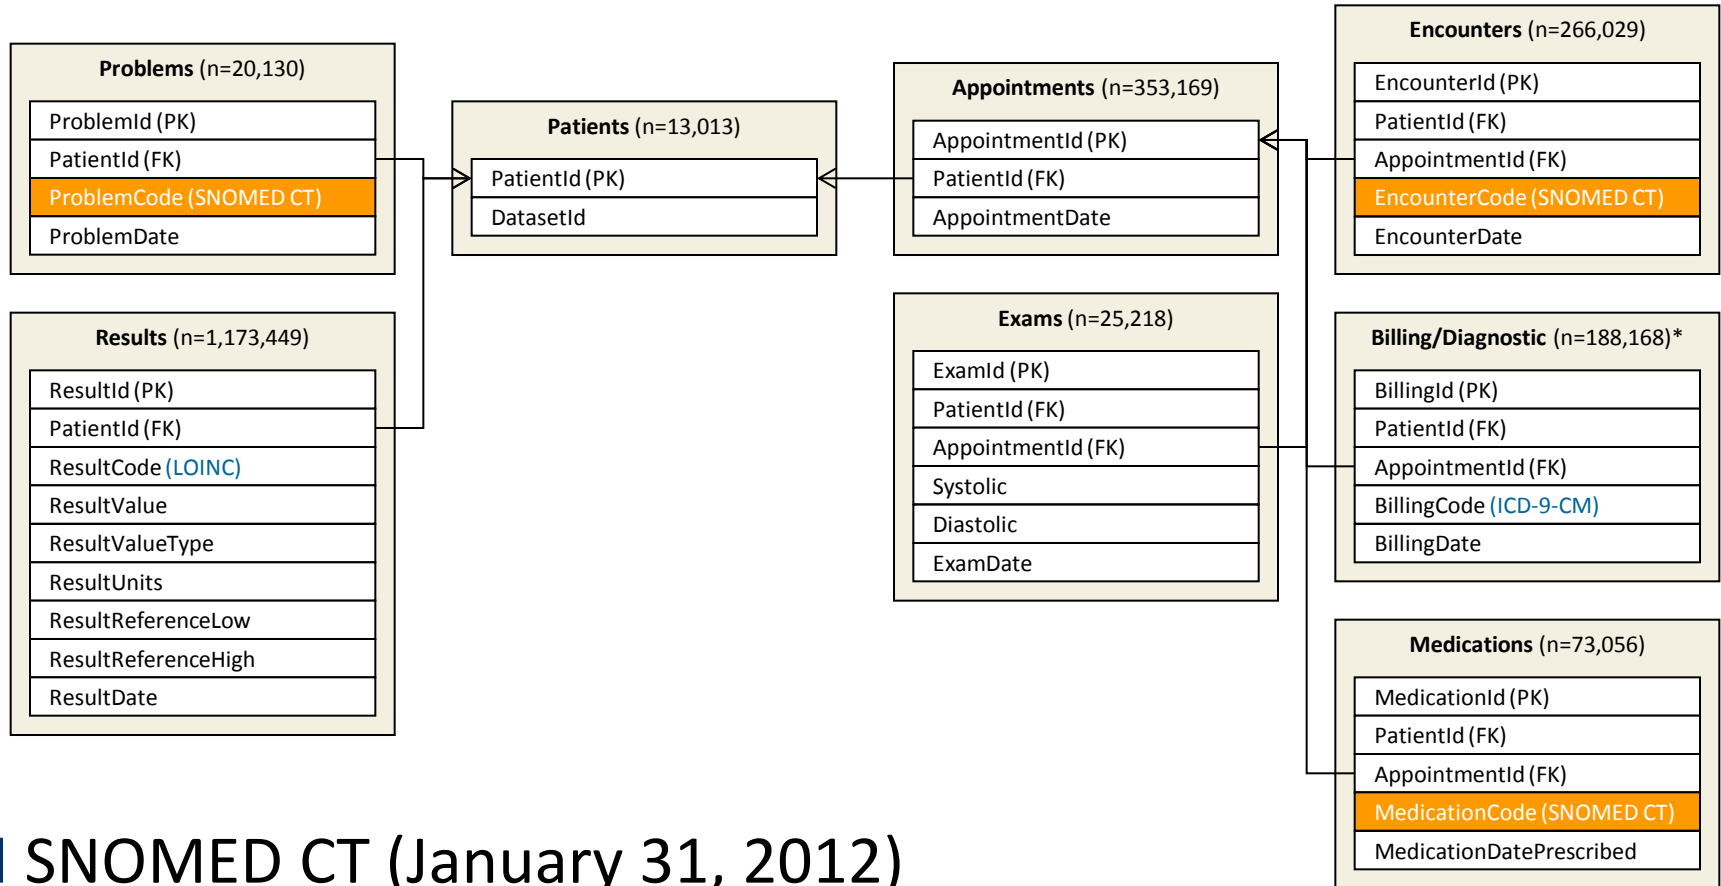 Problems (n=20,130)
ProblemId (PK)
PatientId (FK)
ProblemCode (SNOMED CT)
ProblemDate
Results (n=1,173,449)
ResultId (PK)
PatientId (FK)
ResultCode (LOINC)
ResultValue
ResultValueType
ResultUnits
ResultReferenceLow
ResultReferenceHigh
ResultDate
Patients (n=13,013)
PatientId (PK)
DatasetId
Appointments (n=353,169)
AppointmentId (PK)
PatientId (FK)
AppointmentDate
Exams (n=25,218)
ExamId (PK)
PatientId (FK)
AppointmentId (FK)
Systolic
Diastolic
ExamDate
Encounters (n=266,029)
EncounterId (PK)
PatientId (FK)
AppointmentId (FK)
EncounterCode (SNOMED CT)
EncounterDate
Billing/Diagnostic (n=188,168)*
BillingId (PK)
PatientId (FK)
AppointmentId (FK)
BillingCode (ICD-9-CM)
BillingDate
Medications (n=73,056)
MedicationId (PK)
PatientId (FK)
AppointmentId (FK)
MedicationCode (SNOMED CT)
MedicationDatePrescribed
SNOMED CT (January 31, 2012)